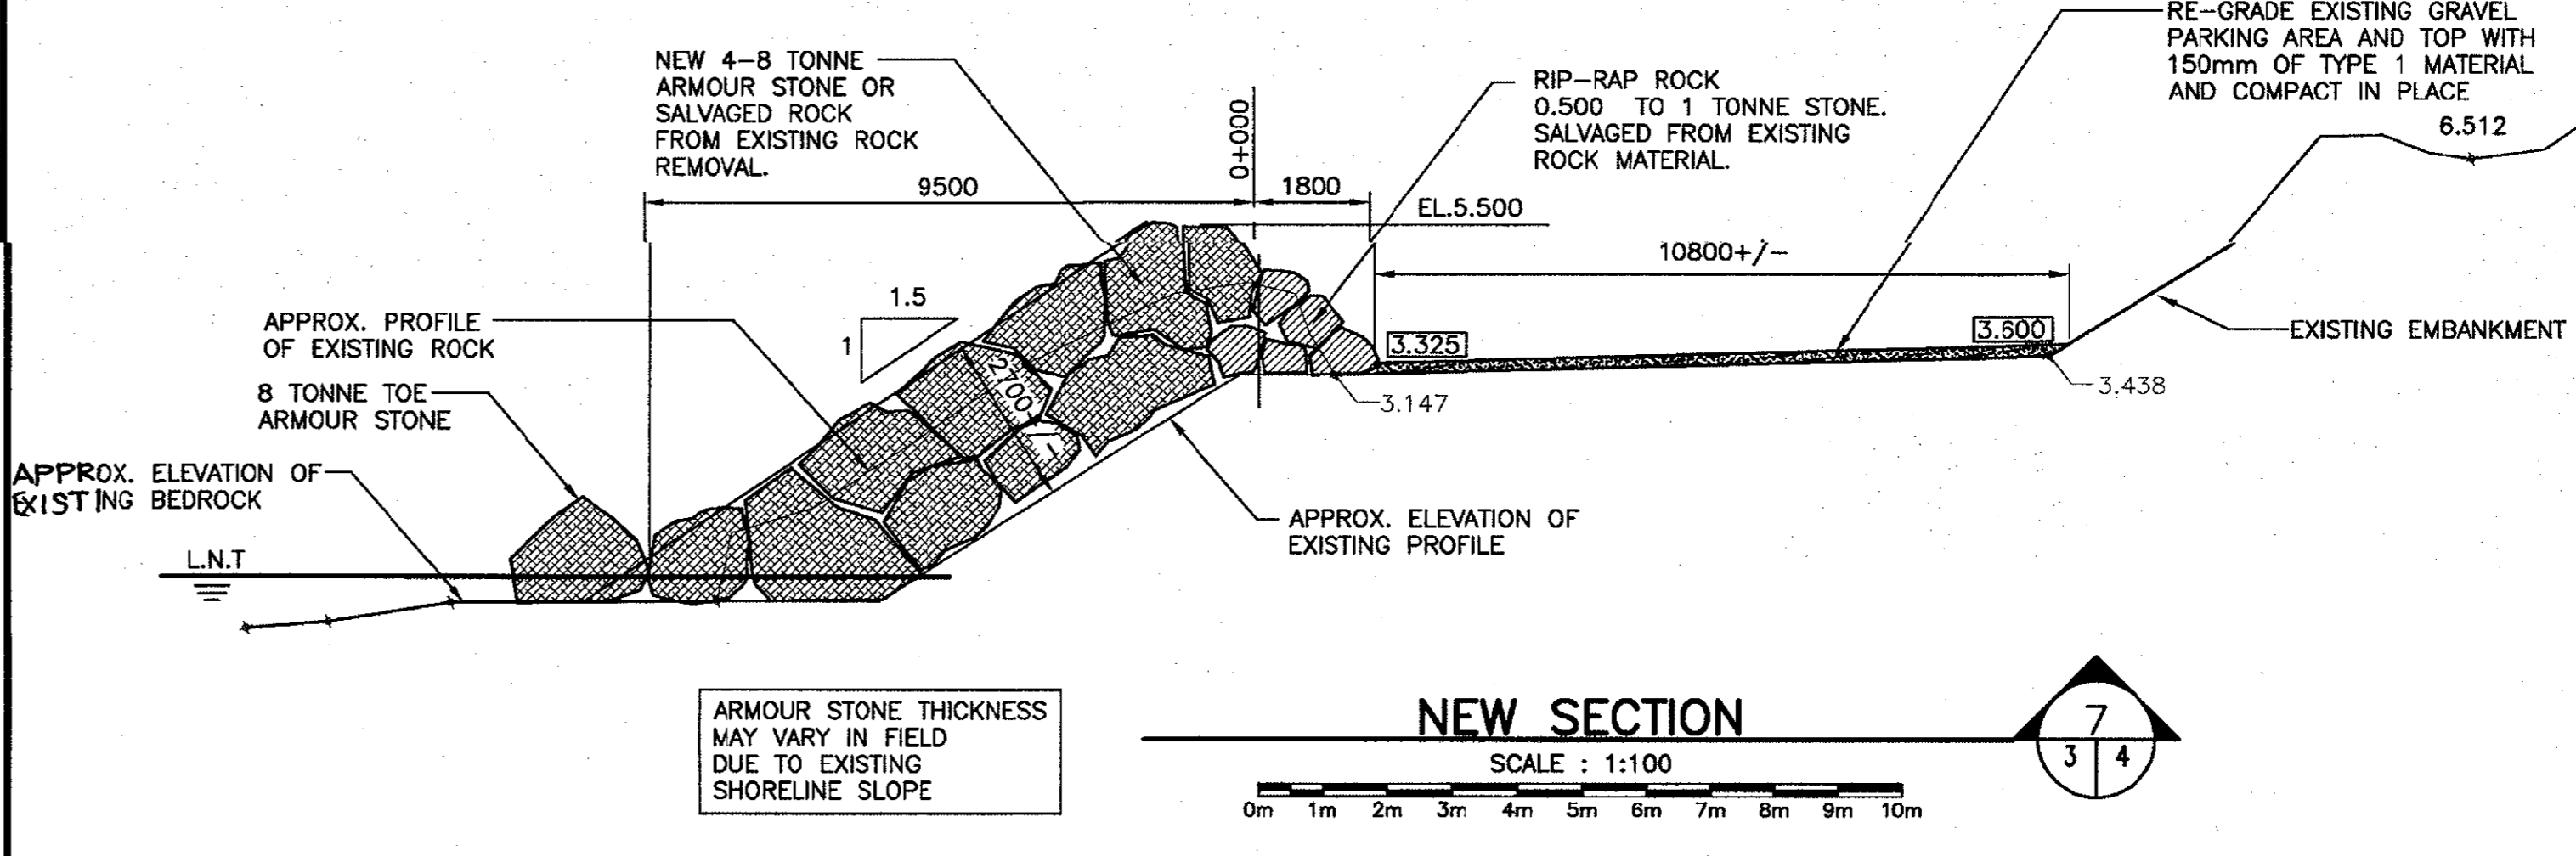 RE-GRADE EXISTING GRAVEL
PARKING AREA AND TOP WITH
150mm OF TYPE 1 MATERIAL
AND COMPACT IN PLACE
6.512
NEW 4-8 TONNE
ARMOUR STONE OR
SALVAGED ROCK
FROM EXISTING ROCK
REMOVAL.
RIP-RAP ROCK
0.500 TO 1 TONNE STONE.
SALVAGED FROM EXISTING
ROCK MATERIAL.
0+000
9500
1800
EL.5.500
10800+/-
1.5
1
APPROX. PROFILE
OF EXISTING ROCK
3.325
3.600
EXISTING EMBANKMENT
2700+/-
3.147
3.438
8 TONNE TOE
ARMOUR STONE
APPROX. ELEVATION OF
EXISTING BEDROCK
APPROX. ELEVATION OF
EXISTING PROFILE
L.N.T
ARMOUR STONE THICKNESS
MAY VARY IN FIELD
DUE TO EXISTING
SHORELINE SLOPE
NEW SECTION
SCALE : 1:100
0m 1m 2m 3m 4m 5m 6m 7m 8m 9m 10m
7
3 4